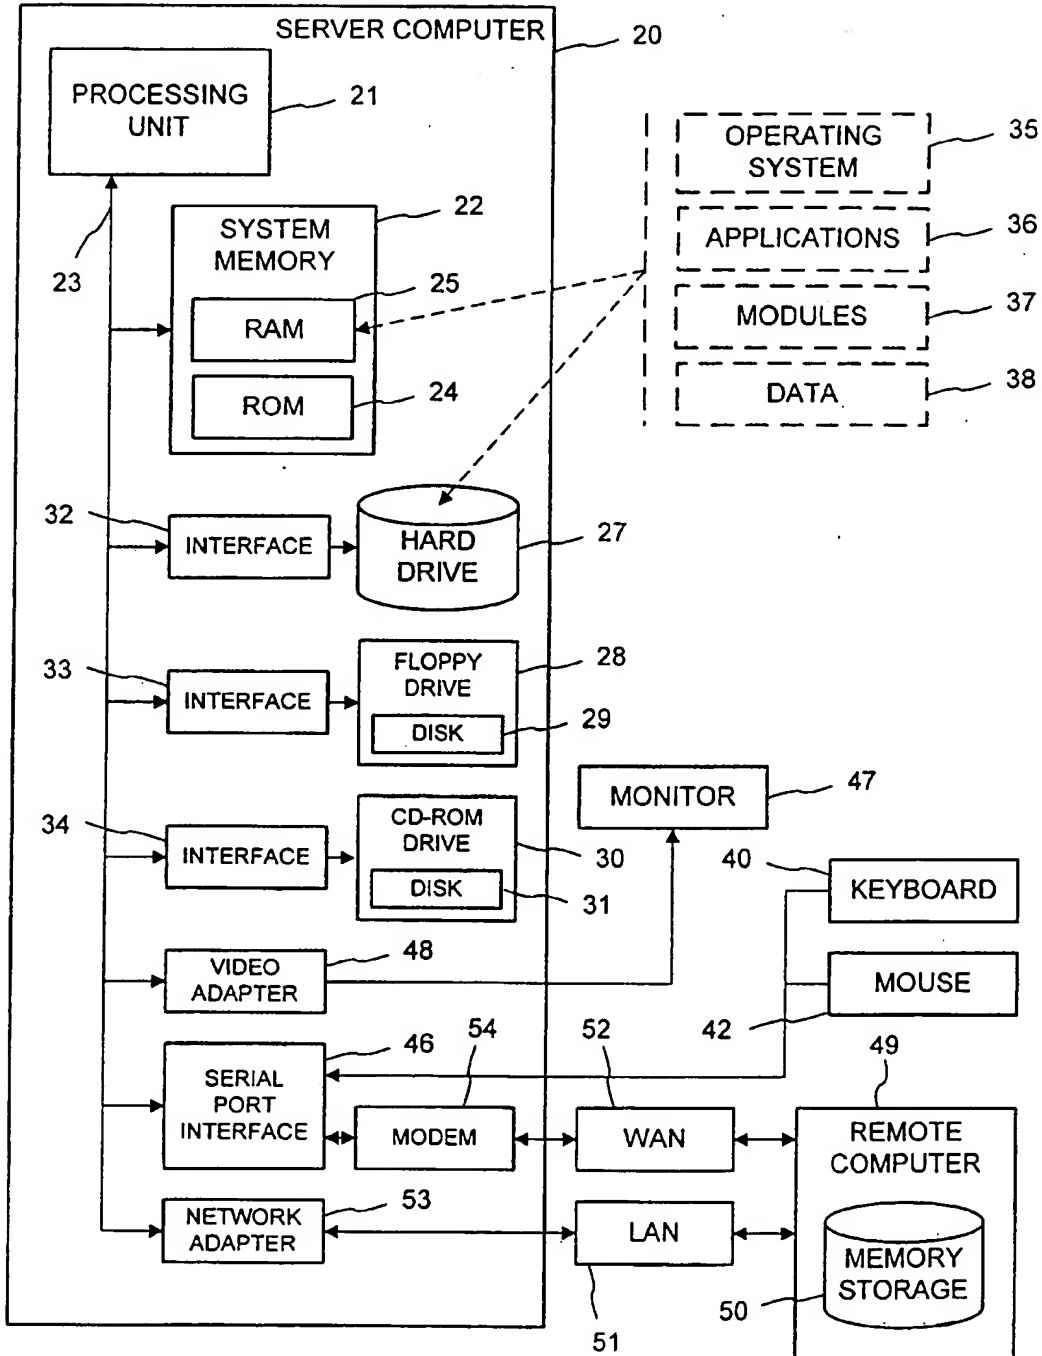 SERVER COMPUTER
20
PROCESSING
UNIT
21
23
SYSTEM
MEMORY
22
RAM
25
ROM
24
OPERATING
SYSTEM
35
APPLICATIONS
36
MODULES
37
DATA
38
32
INTERFACE
HARD
DRIVE
27
33
INTERFACE
FLOPPY
DRIVE
28
DISK
29
34
INTERFACE
CD-ROM
DRIVE
30
DISK
31
MONITOR
47
40
KEYBOARD
MOUSE
42
VIDEO
ADAPTER
48
SERIAL
PORT
INTERFACE
46
MODEM
54
WAN
52
49
REMOTE
COMPUTER
NETWORK
ADAPTER
53
LAN
51
MEMORY
STORAGE
50